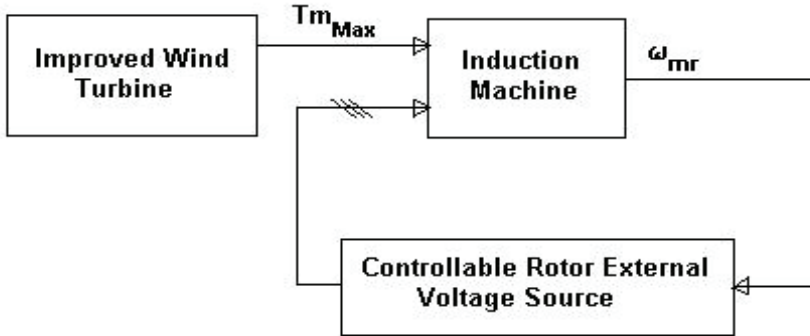 Tm Max
Improved Wind
Turbine
Induction
Machine
ω mr
Controllable Rotor External
Voltage Source